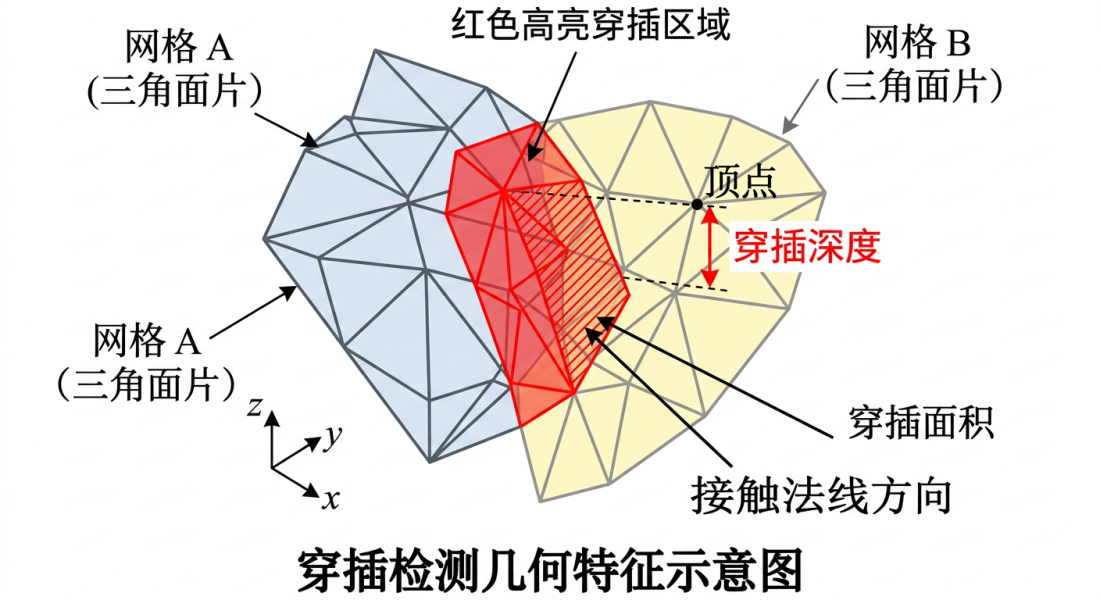 红色高亮穿插区域
网格 A
(三角面片)
网格 B
(三角面片)
顶点
穿插深度
网格 A
(三角面片)
z
y
x
穿插面积
接触法线方向
穿插检测几何特征示意图